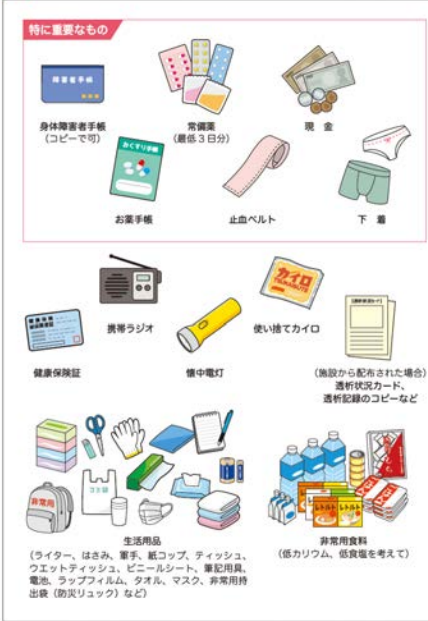 特に重要なもの
障害者手帳
身体障害者手帳
(コピーで可)
常備薬
(最低3日分)
現 金
おくすり手帳
お薬手帳
止血ベルト
下 着
携帯ラジオ
カイロ
使い捨てカイロ
健康保険証
懐中電灯
(施設から配布された場合)
透析状況カード、
透析記録のコピーなど
非常用
ゴミ袋
レトルト
レトルト
生活用品
(ライター、はさみ、軍手、紙コップ、ティッシュ、
ウエットティッシュ、ビニールシート、筆記用具、
電池、ラップフィルム、タオル、マスク、非常用持
出袋(防災リュック)など)
非常用食料
(低カリウム、低食塩を考えて)